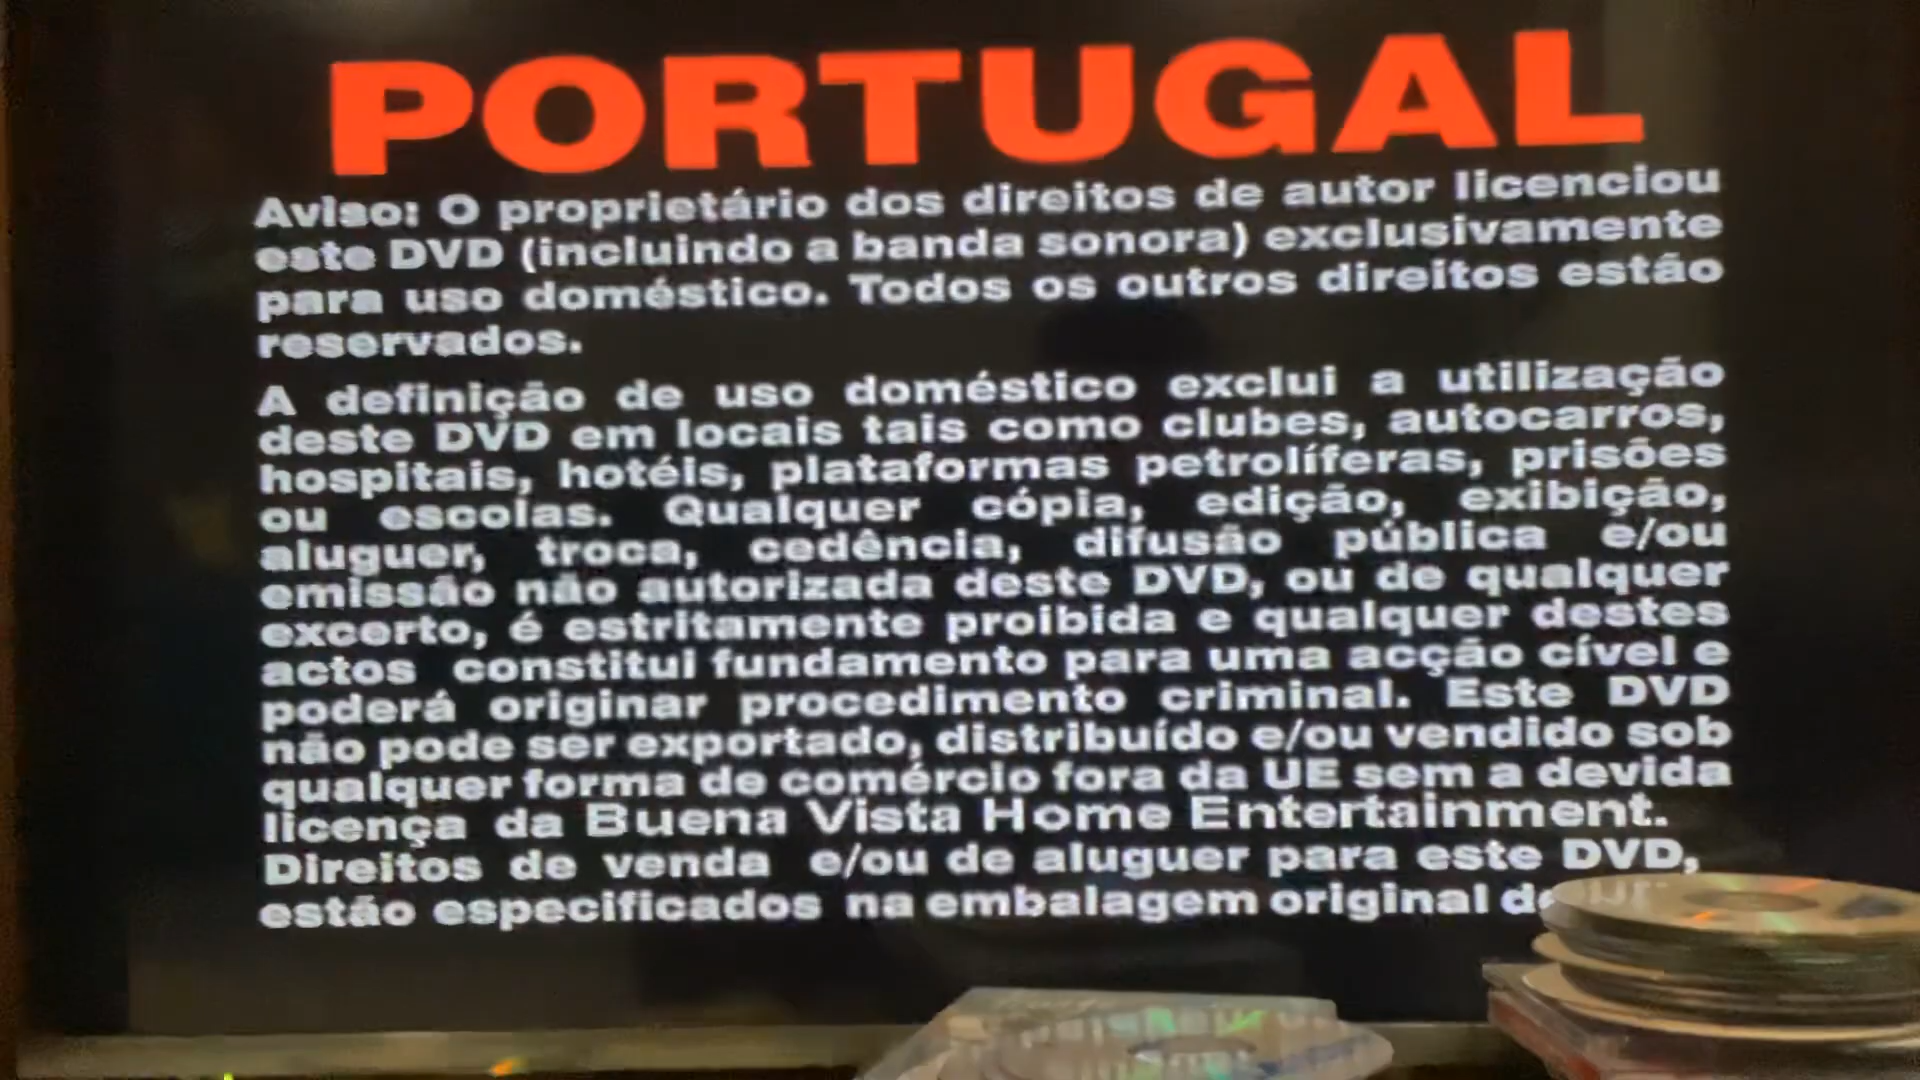 PORTUGAL
Aviso: O proprietário dos direitos de autor licenciou
este DVD (incluindo a banda sonora) exclusivamente
para uso doméstico. Todos os outros direitos estão
reservados.
A definição de uso doméstico exclui a utilização
deste DVD em locais tais como clubes, autocarros,
hospitais, hotéis, plataformas petrolíferas, prisões
ou escolas. Qualquer cópia, edição, exibição,
aluguer, troca, cedência, difusão pública e/ou
emissão não autorizada deste DVD, ou de qualquer
excerto, é estritamente proibida e qualquer destes
actos constitui fundamento para uma acção cível e
poderá originar procedimento criminal. Este DVD
não pode ser exportado, distribuído e/ou vendido sob
qualquer forma de comércio fora da UE sem a devida
licença da Buena Vista Home Entertainment.
Direitos de venda e/ou de aluguer para este DVD,
estão especificados na embalagem original